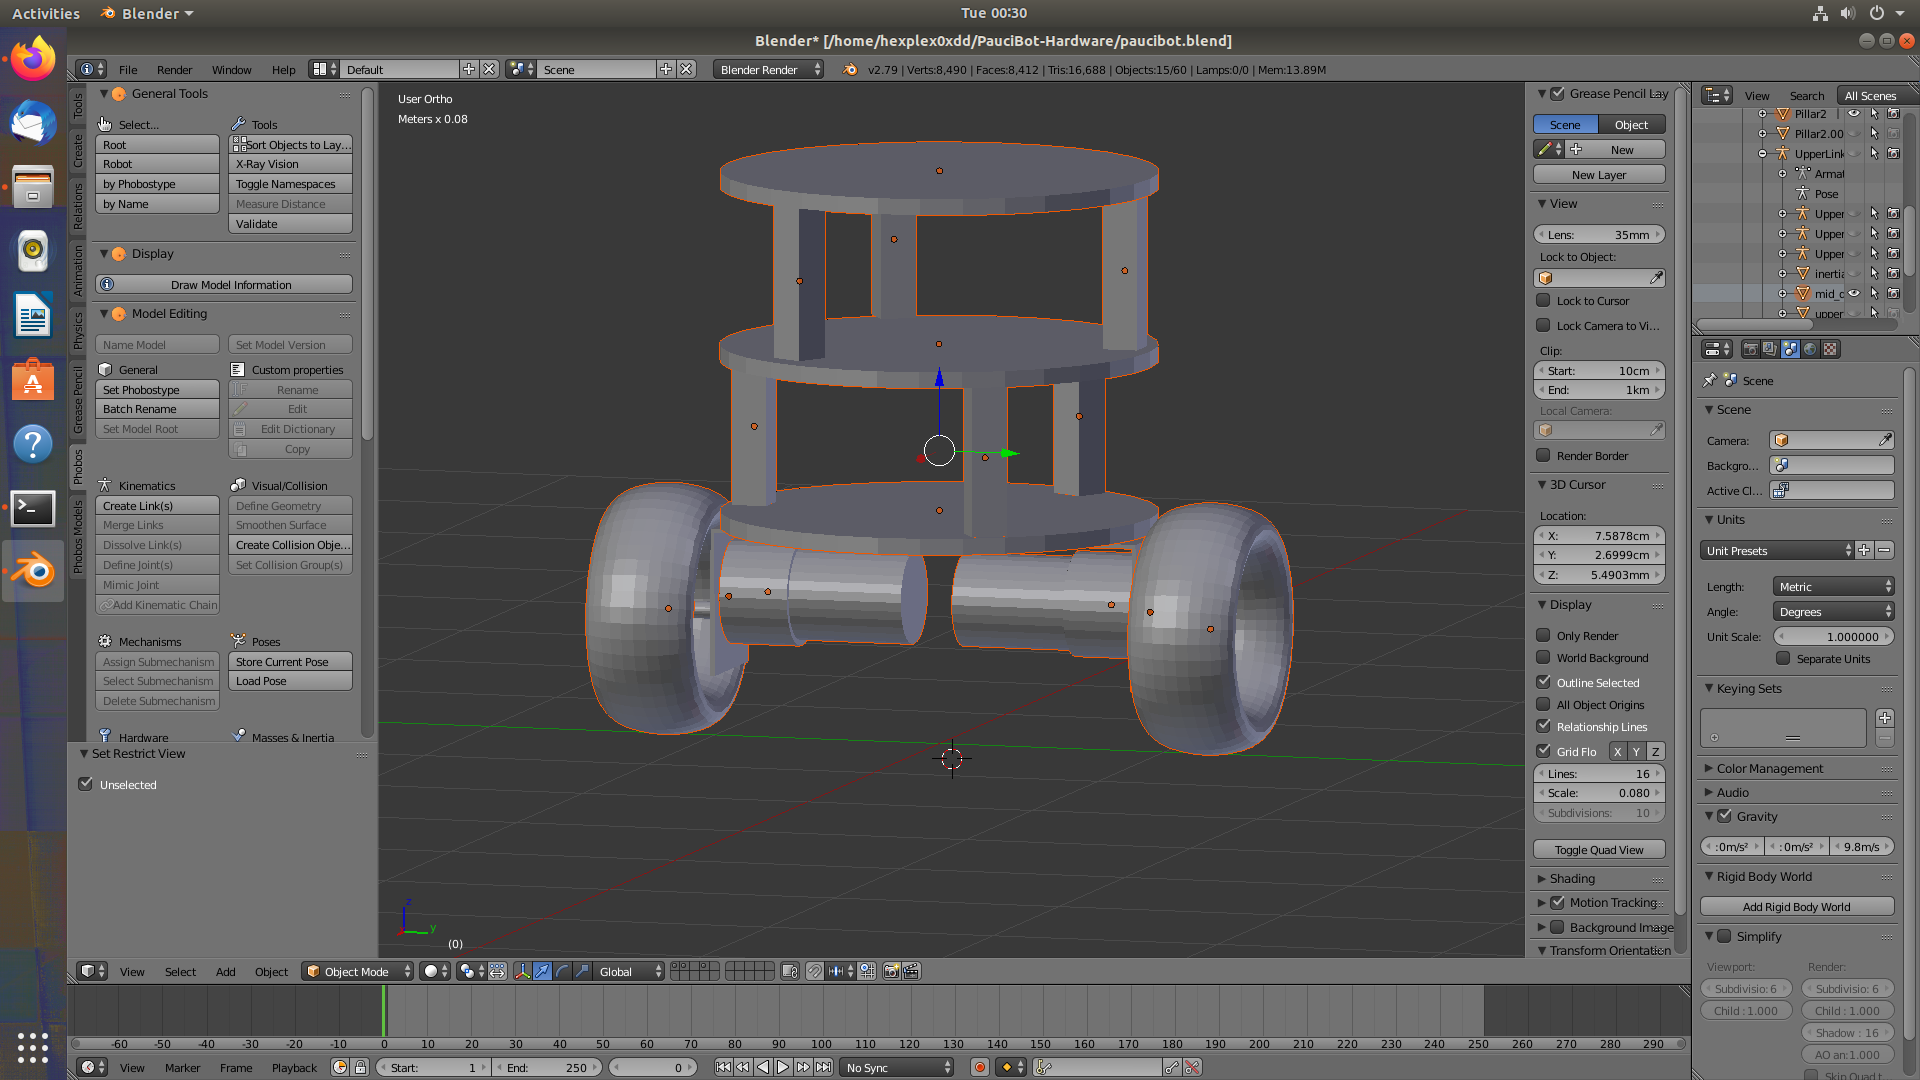 Activities
Blender
Tue 00:30
Blender* [/home/hexplex0xdd/PauciBot-Hardware/paucibot.blend]
File
Render
Window
Help
Default
Scene
Blender Render
v2.79 | Verts:8,490 | Faces:8,412 | Tris:16,688 | Objects:15/60 | Lamps:0/0 | Mem:13.89M
Tools
Create
Relations
Animation
Physics
Grease Pencil
Phobos
Phobos Models
General Tools
Select...
Tools
Root
Sort Objects to Lay...
Robot
X-Ray Vision
by Phobostype
Toggle Namespaces
by Name
Measure Distance
Validate
Display
Draw Model Information
Model Editing
Name Model
Set Model Version
General
Custom properties
Set Phobostype
Rename
Batch Rename
Edit
Set Model Root
Edit Dictionary
Copy
Kinematics
Visual/Collision
Create Link(s)
Define Geometry
Merge Links
Smoothen Surface
Dissolve Link(s)
Create Collision Obje...
Define Joint(s)
Set Collision Group(s)
Mimic Joint
Add Kinematic Chain
Mechanisms
Poses
Assign Submechanism
Store Current Pose
Select Submechanism
Load Pose
Delete Submechanism
Hardware
Masses & Inertia
Set Restrict View
Unselected
User Ortho
Meters x 0.08
z
y
(0)
Grease Pencil Lay
Scene
Object
New
New Layer
View
Lens: 35mm
Lock to Object:
Lock to Cursor
Lock Camera to Vi...
Clip:
Start: 10cm
End: 1km
Local Camera:
Render Border
3D Cursor
Location:
X: 7.5878cm
Y: 2.6999cm
Z: 5.4903mm
Display
Only Render
World Background
Outline Selected
All Object Origins
Relationship Lines
Grid Flo
X
Y
Z
Lines: 16
Scale: 0.080
Subdivisions: 10
Toggle Quad View
Shading
Motion Tracking
Background Image
Transform Orientation
View
Search
All Scenes
Pillar2
Pillar2.00
UpperLink
Armat
Pose
Upper
Upper
Upper
inertia
mid_c
upper
Scene
Scene
Camera:
Backgro...
Active Cl...
Units
Unit Presets
Length: Metric
Angle: Degrees
Unit Scale: 1.000000
Separate Units
Keying Sets
Color Management
Audio
Gravity
:0m/s²
:0m/s²
9.8m/s
Rigid Body World
Add Rigid Body World
Simplify
Viewport:
Render:
Subdivisio: 6
Subdivisio: 6
Child : 1.000
Child : 1.000
Shadow : 16
AO an:1.000
Skip Quad t
View
Select
Add
Object
Object Mode
Global
-60 -50 -40 -30 -20 -10 0 10 20 30 40 50 60 70 80 90 100 110 120 130 140 150 160 170 180 190 200 210 220 230 240 250 260 270 280 290
View
Marker
Frame
Playback
Start: 1
End: 250
0
No Sync